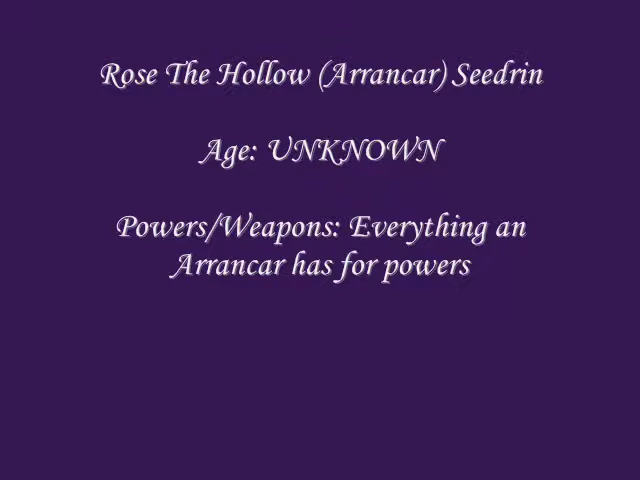 Rose The Hollow (Arrancar) Seedrin
Age: UNKNOWN
Powers/Weapons: Everything an
Arrancar has for powers